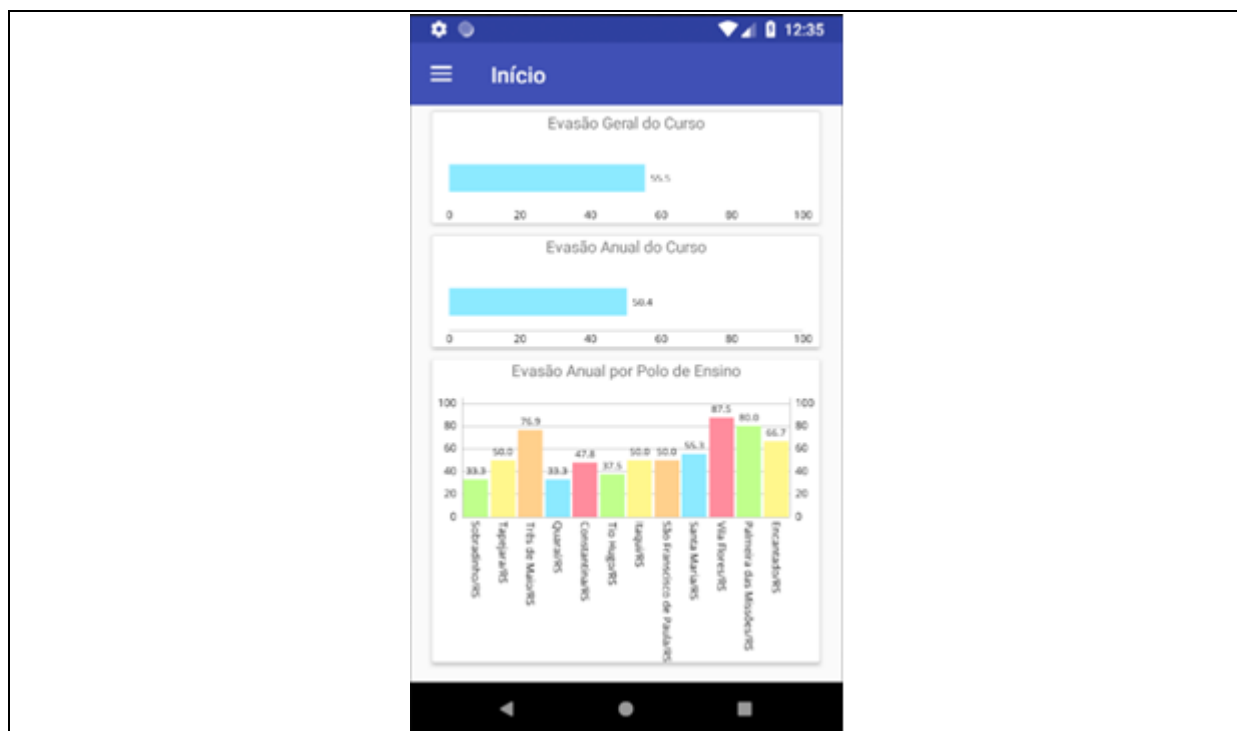 12:35
Início
Evasão Geral do Curso
55.5
0 20 40 60 80 100
Evasão Anual do Curso
50.4
0 20 40 60 80 100
Evasão Anual por Polo de Ensino
100 100
80 80
60 60
40 40
20 20
0 0
33.3 50.0 76.9 33.3 47.8 37.5 50.0 50.0 55.3 87.5 80.0 66.7
Sobradinho/RS
Tapejara/RS
Três de Maio/RS
Quaraí/RS
Constantina/RS
Tio Hugo/RS
Itaqui/RS
São Franscisco de Paula/RS
Santa Maria/RS
Vila Flores/RS
Palmeira das Missões/RS
Encantado/RS